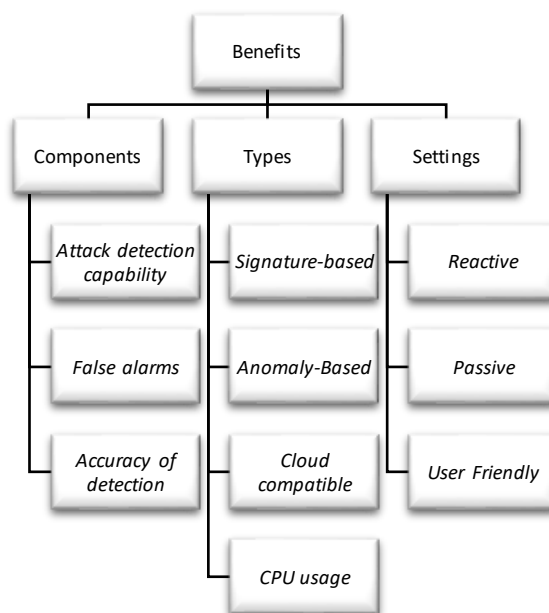 Benefits
Components
Types
Settings
Attack detection
capability
Signature-based
Reactive
False alarms
Anomaly-Based
Passive
Accuracy of
detection
Cloud
compatible
User Friendly
CPU usage